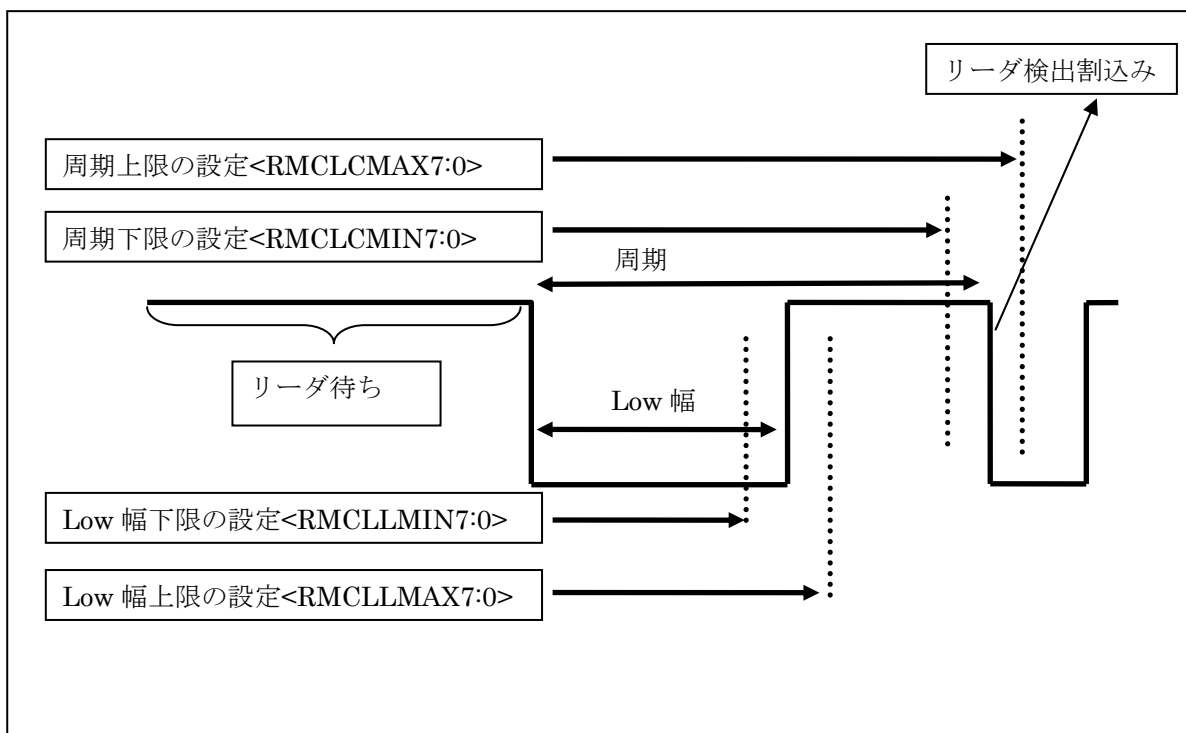 リーダ検出割込み
周期上限の設定<RMCLCMAX7:0>
周期下限の設定<RMCLCMIN7:0>
周期
リーダ待ち
Low 幅
Low 幅下限の設定<RMCLLMIN7:0>
Low 幅上限の設定<RMCLLMAX7:0>